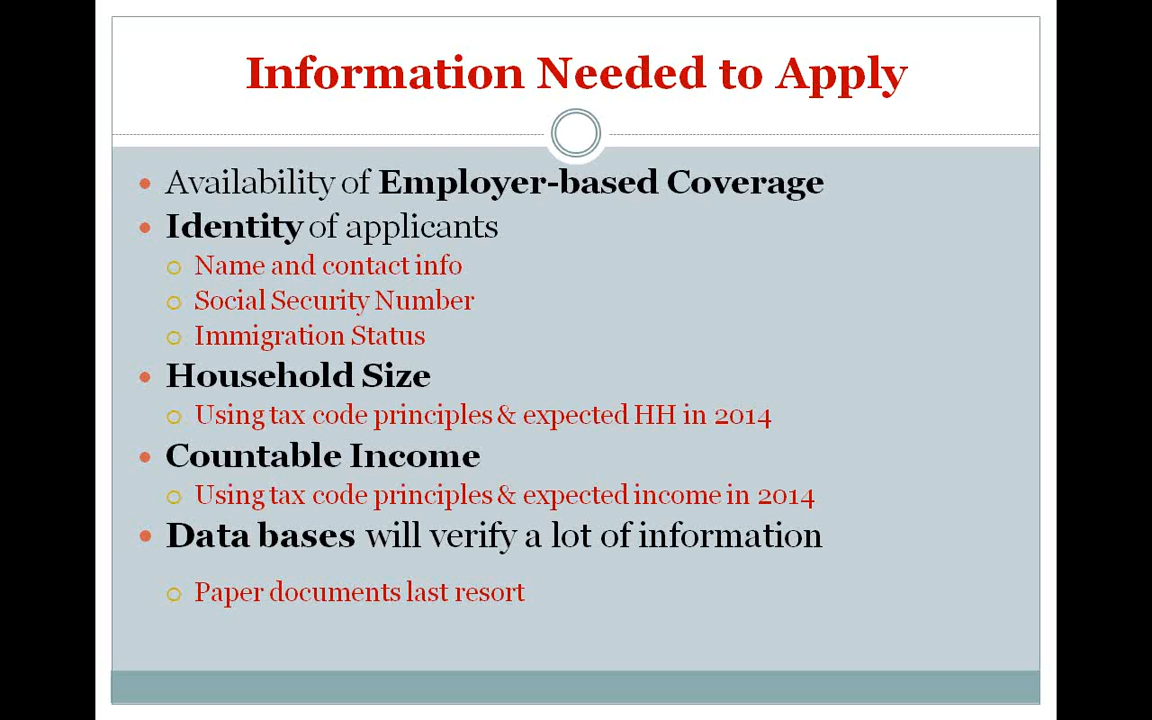 Information Needed to Apply
Availability of Employer-based Coverage
Identity of applicants
Name and contact info
Social Security Number
Immigration Status
Household Size
Using tax code principles & expected HH in 2014
Countable Income
Using tax code principles & expected income in 2014
Data bases will verify a lot of information
Paper documents last resort